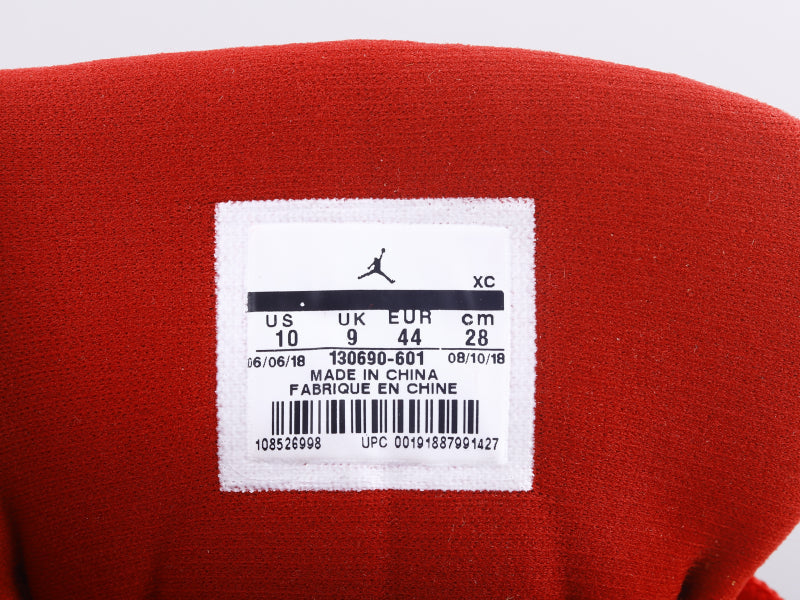 XC
US UK EUR cm
10 9 44 28
06/06/18 130690-601 08/10/18
MADE IN CHINA
FABRIQUE EN CHINE
108526998 UPC 00191887991427